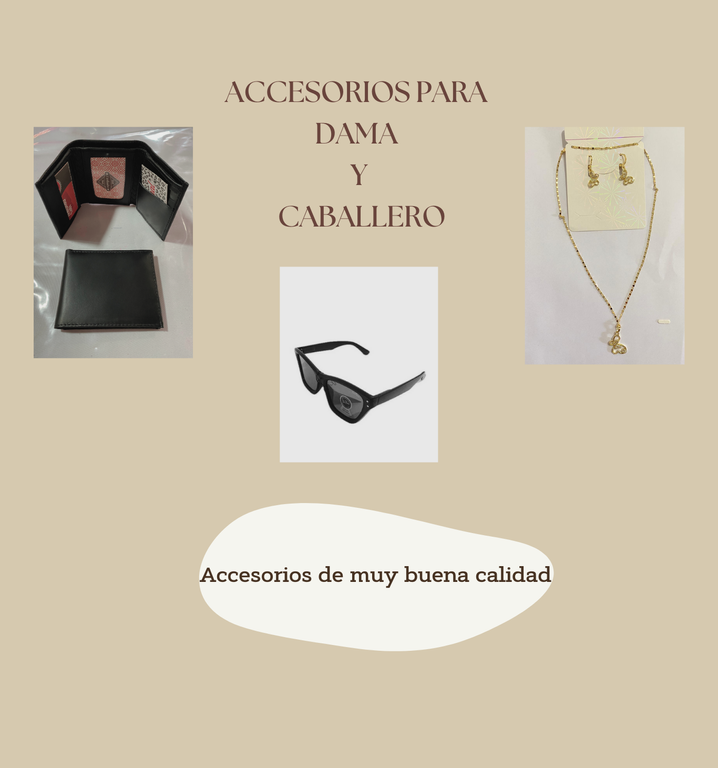 ACCESORIOS PARA
DAMA
Y
CABALLERO
Accesorios de muy buena calidad